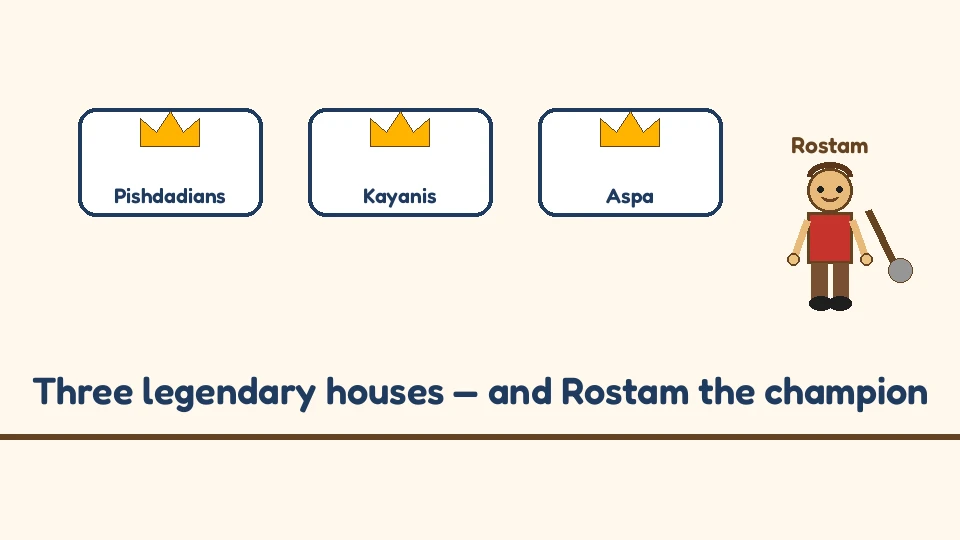 Rostam
Pishdadians
Kayanis
Aspa
Three legendary houses — and Rostam the champion